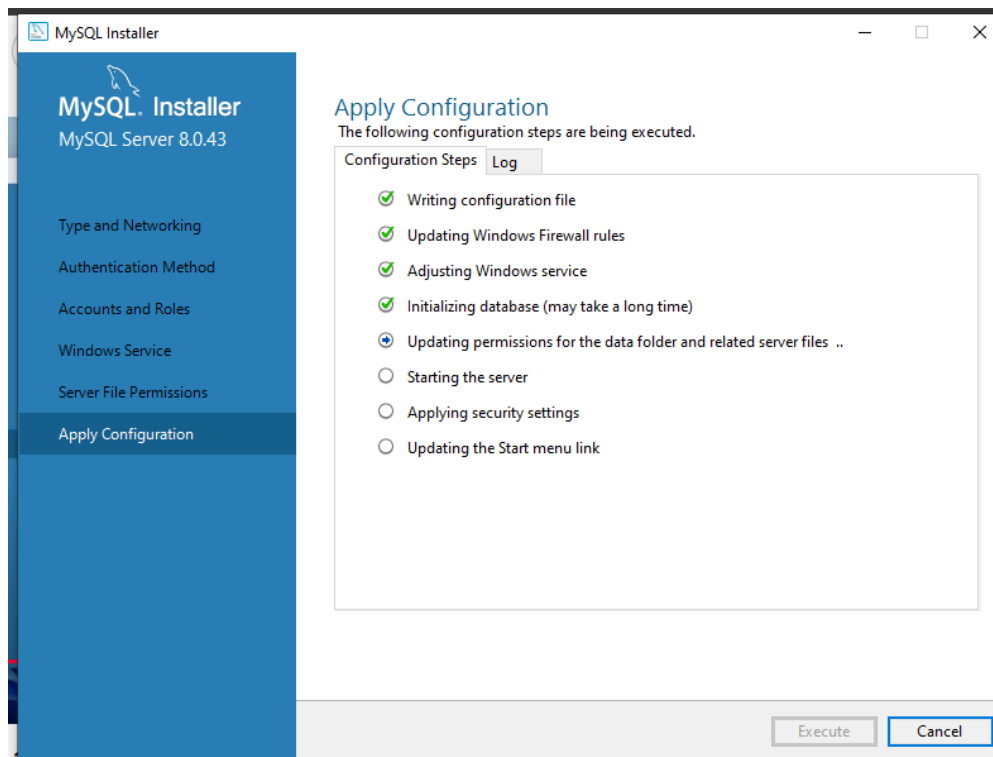 MySQL Installer
MySQL. Installer
MySQL Server 8.0.43
Type and Networking
Authentication Method
Accounts and Roles
Windows Service
Server File Permissions
Apply Configuration
Apply Configuration
The following configuration steps are being executed.
Configuration Steps Log
Writing configuration file
Updating Windows Firewall rules
Adjusting Windows service
Initializing database (may take a long time)
Updating permissions for the data folder and related server files ..
Starting the server
Applying security settings
Updating the Start menu link
Execute Cancel